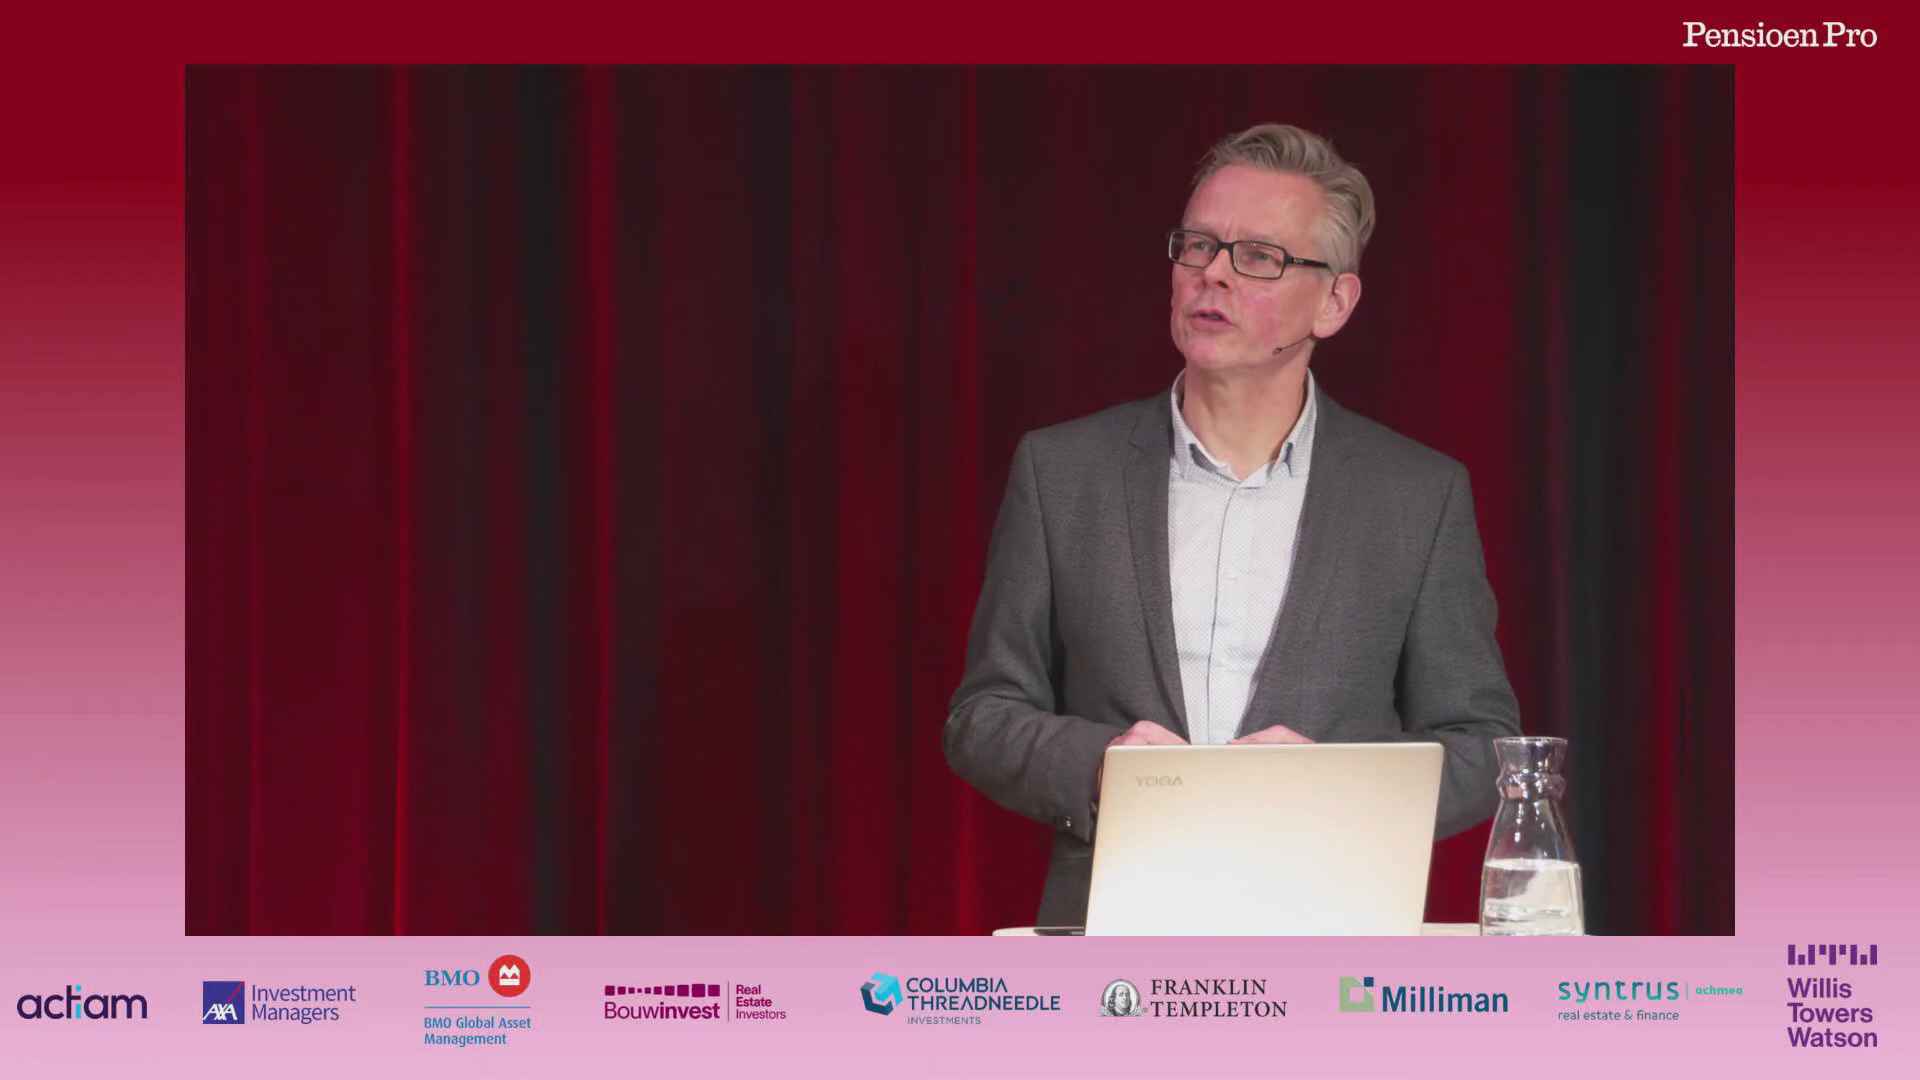 Pensioen Pro
YOGA
actiam
AXA
Investment
Managers
BMO
BMO Global Asset
Management
Bouwinvest
Real
Estate
Investors
COLUMBIA
THREADNEEDLE
INVESTMENTS
FRANKLIN
TEMPLETON
Milliman
syntrus | achmea
real estate & finance
Willis
Towers
Watson